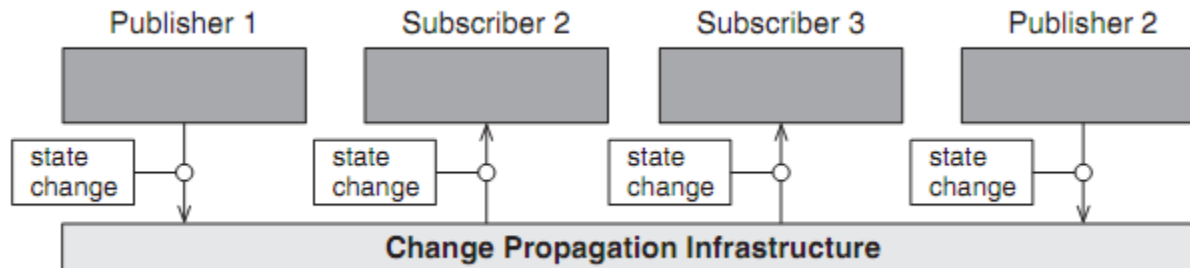 Publisher 1
Subscriber 2
Subscriber 3
Publisher 2
state
change
state
change
state
change
state
change
Change Propagation Infrastructure